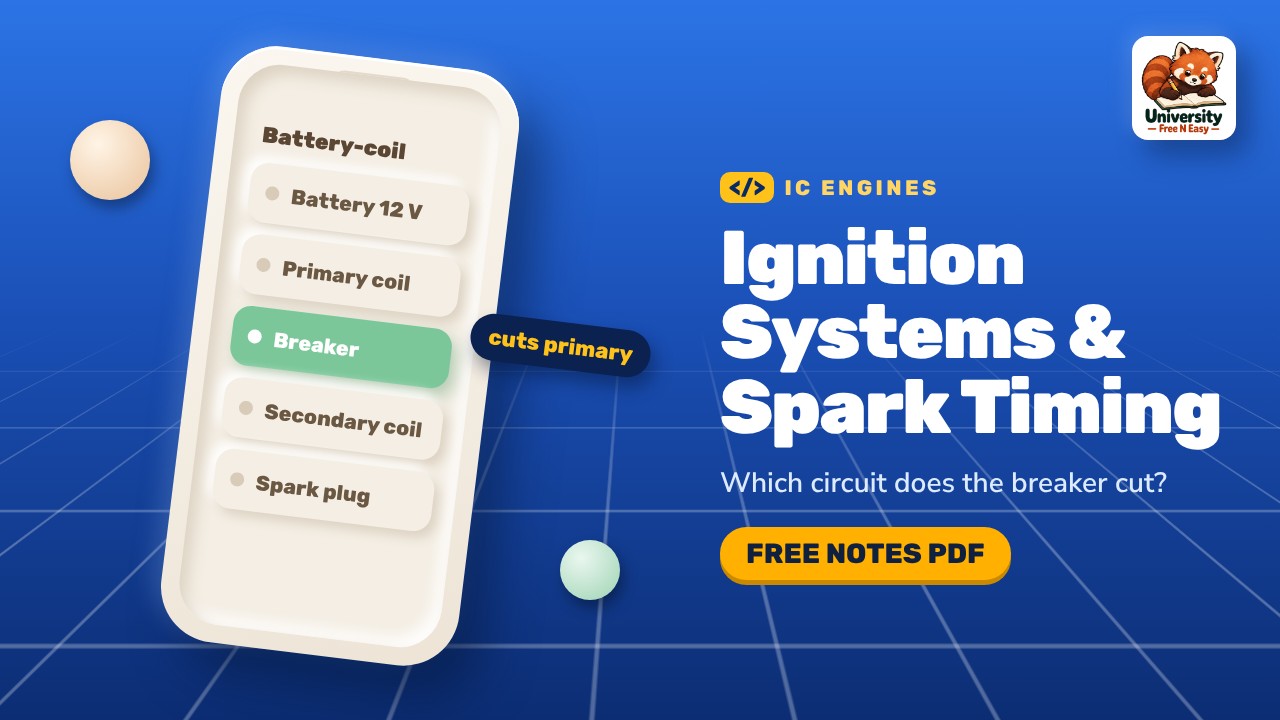 Battery-coil
Battery 12 V
Primary coil
Breaker
cuts primary
Secondary coil
Spark plug
University
Free N Easy
</> IC ENGINES
Ignition
Systems &
Spark Timing
Which circuit does the breaker cut?
FREE NOTES PDF